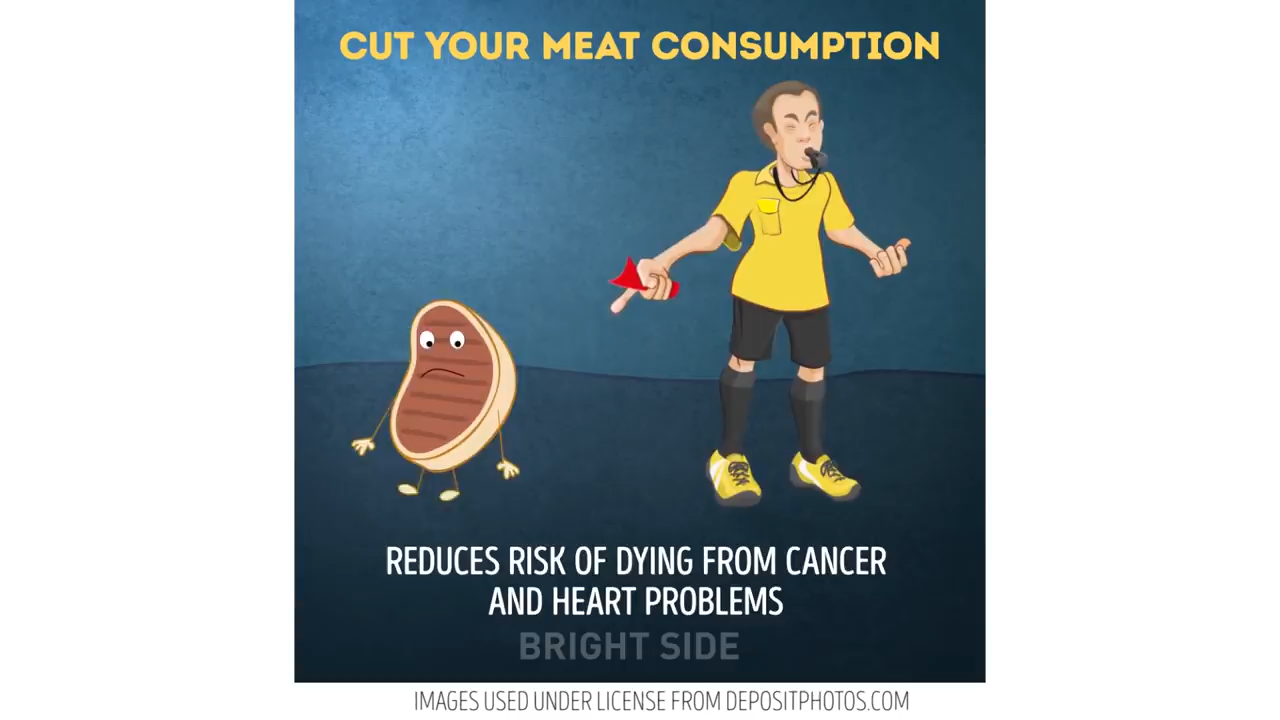 CUT YOUR MEAT CONSUMPTION
REDUCES RISK OF DYING FROM CANCER
AND HEART PROBLEMS
BRIGHT SIDE
IMAGES USED UNDER LICENSE FROM DEPOSITPHOTOS.COM